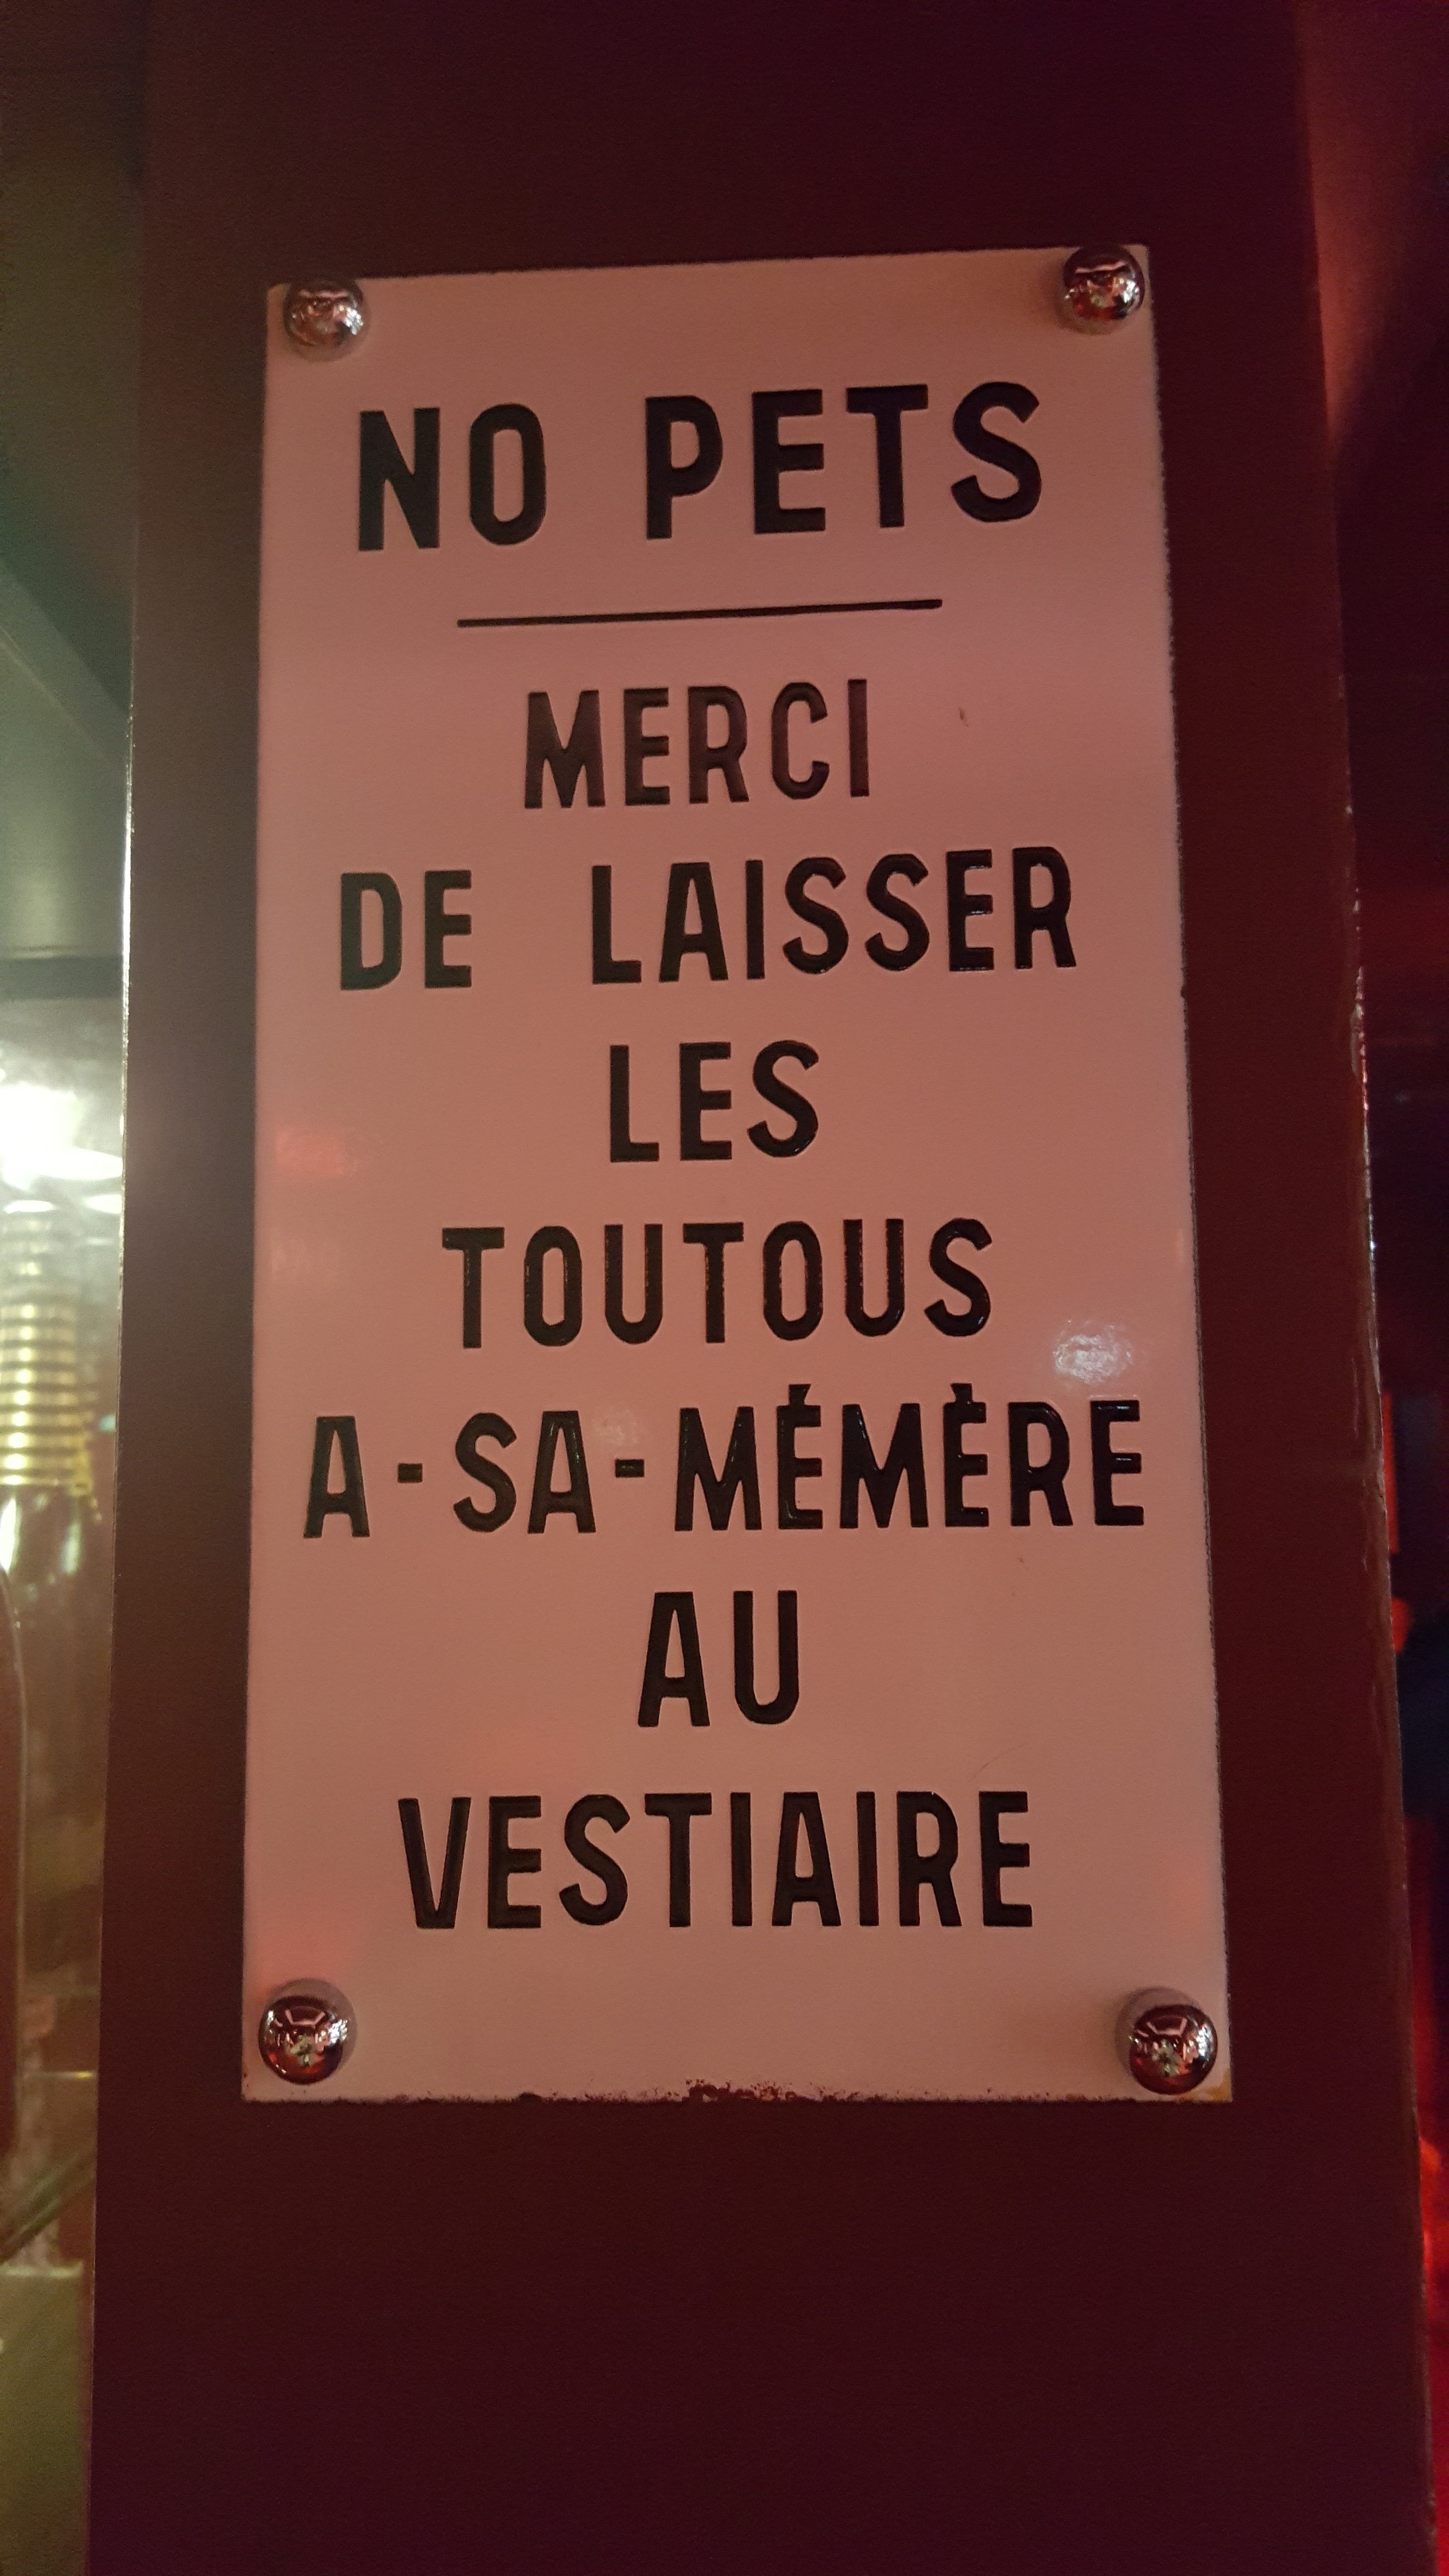 NO PETS
MERCI
DE LAISSER
LES
TOUTOUS
A-SA-MÉMÈRE
AU
VESTIAIRE